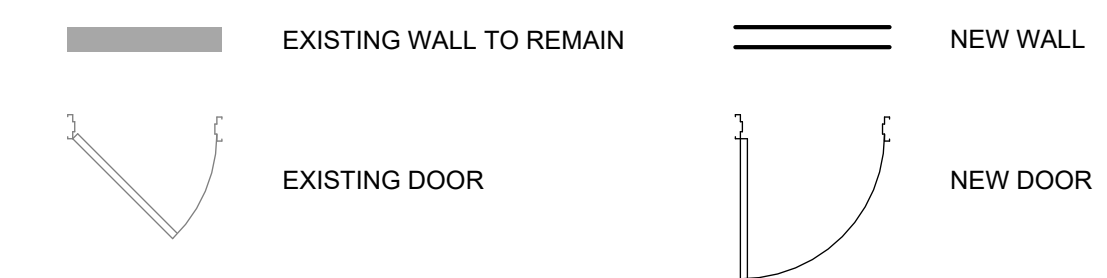 EXISTING WALL TO REMAIN
NEW WALL
EXISTING DOOR
NEW DOOR